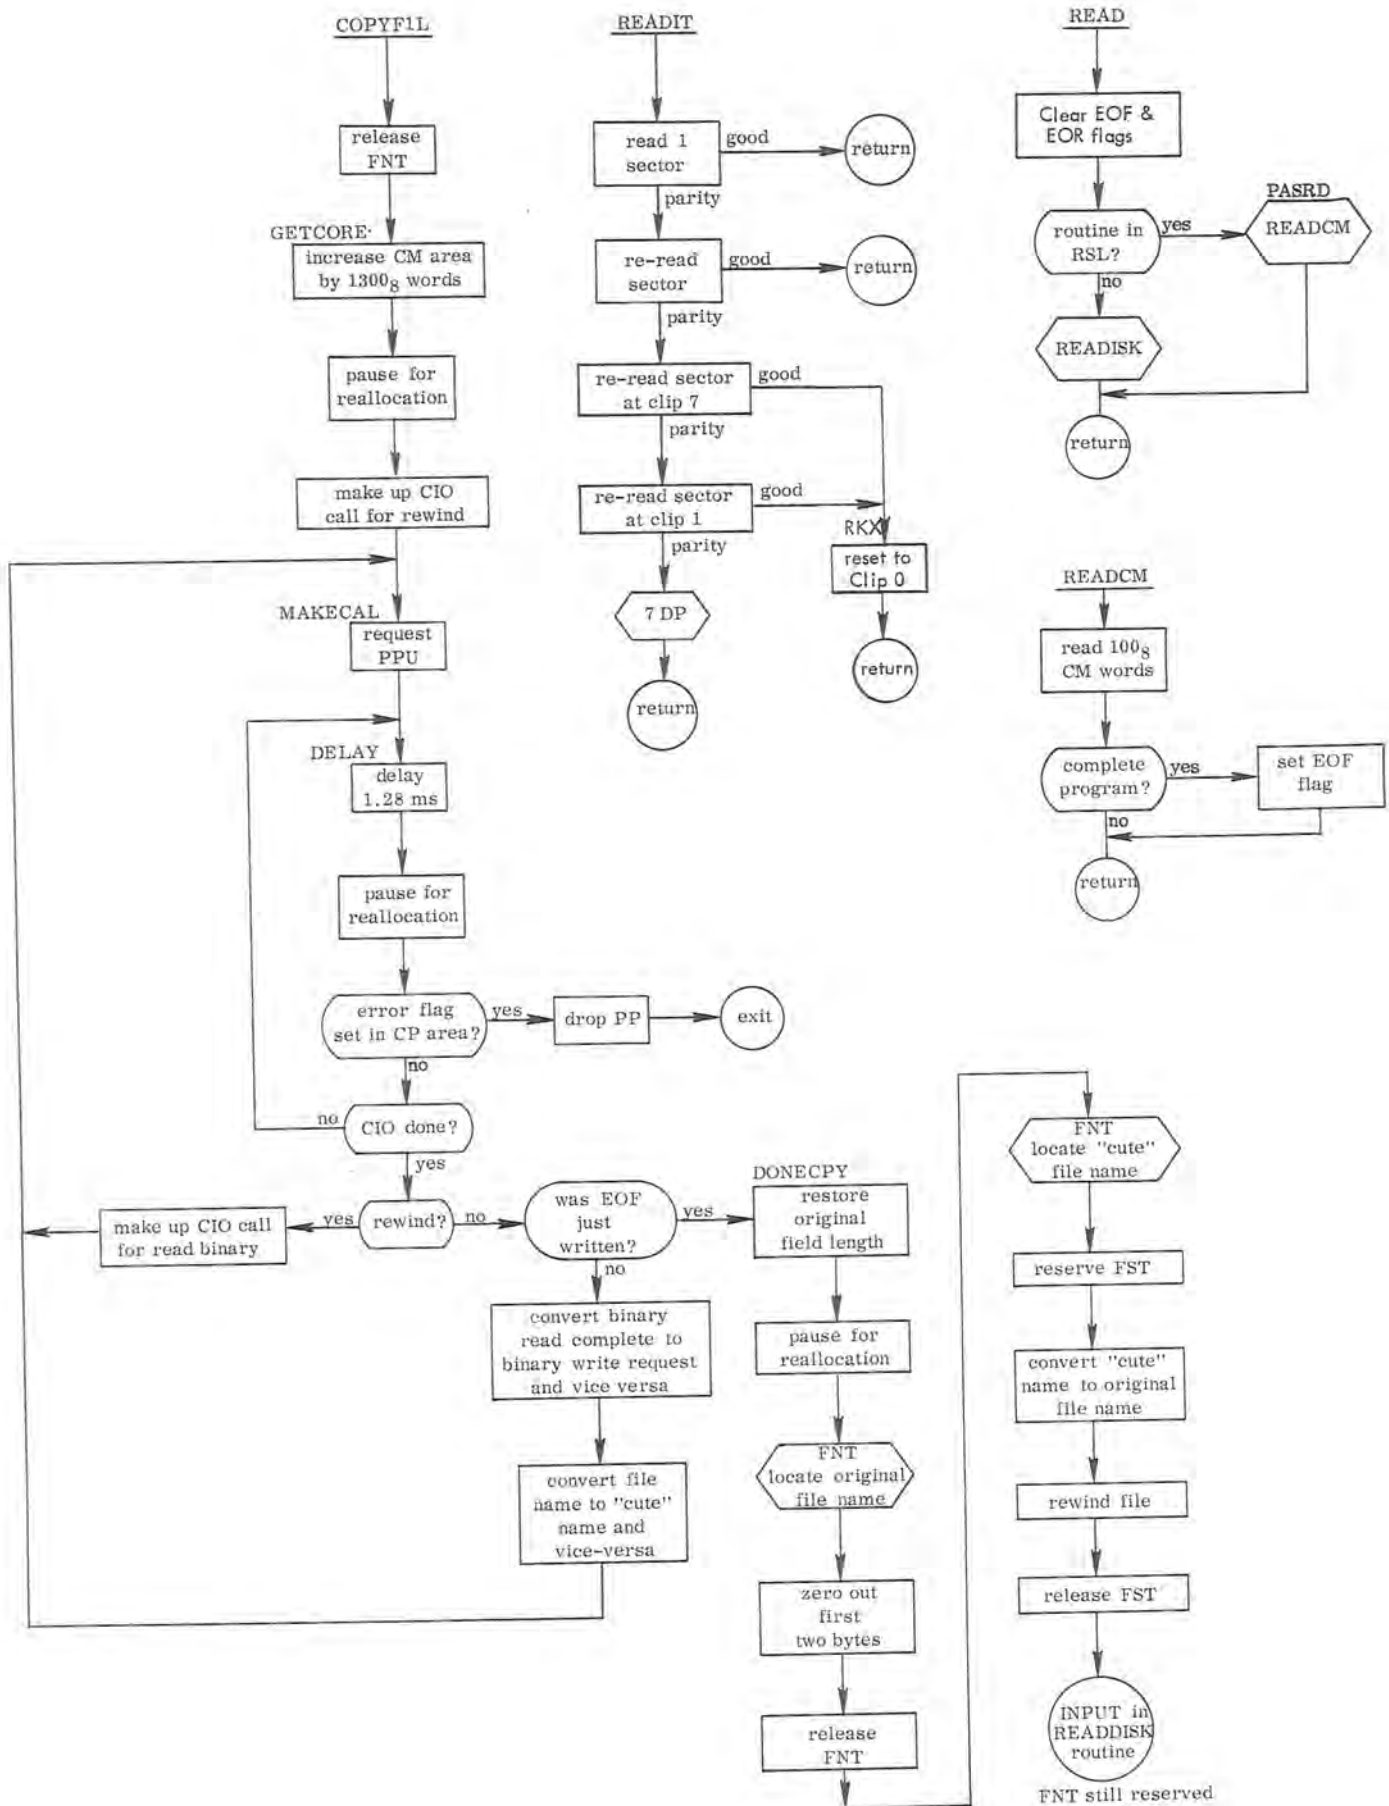 COPYF1L
release
FNT
GETCORE
increase CM area
by 1300₈ words
pause for
reallocation
make up CIO
call for rewind
MAKECAL
request
PPU
DELAY
delay
1.28 ms
pause for
reallocation
error flag
set in CP area?
yes
drop PP
exit
no
CIO done?
no
yes
rewind?
yes
make up CIO call
for read binary
no
was EOF
just
written?
yes
no
convert binary
read complete to
binary write request
and vice versa
convert file
name to "cute"
name and
vice-versa
DONECPY
restore
original
field length
pause for
reallocation
FNT
locate original
file name
zero out
first
two bytes
release
FNT
FNT
locate "cute"
file name
reserve FST
convert "cute"
name to original
file name
rewind file
release FST
INPUT in
READDISK
routine
FNT still reserved
READIT
read 1
sector
good
return
parity
re-read
sector
good
return
parity
re-read sector
at clip 7
good
parity
re-read sector
at clip 1
good
parity
RKX
reset to
Clip 0
return
7 DP
return
READ
Clear EOF &
EOR flags
routine in
RSL?
yes
PASRD
READCM
no
READISK
return
READCM
read 100₈
CM words
complete
program?
yes
set EOF
flag
no
return